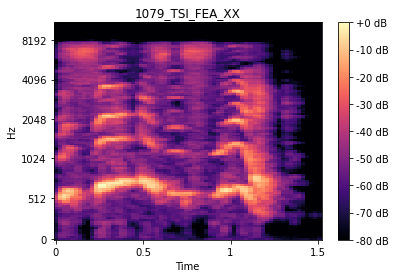 1079_TSI_FEA_XX
+0 dB
8192
-10 dB
4096
-20 dB
-30 dB
2048
Hz
-40 dB
1024
-50 dB
-60 dB
512
-70 dB
0
-80 dB
0
0.5
1
1.5
Time